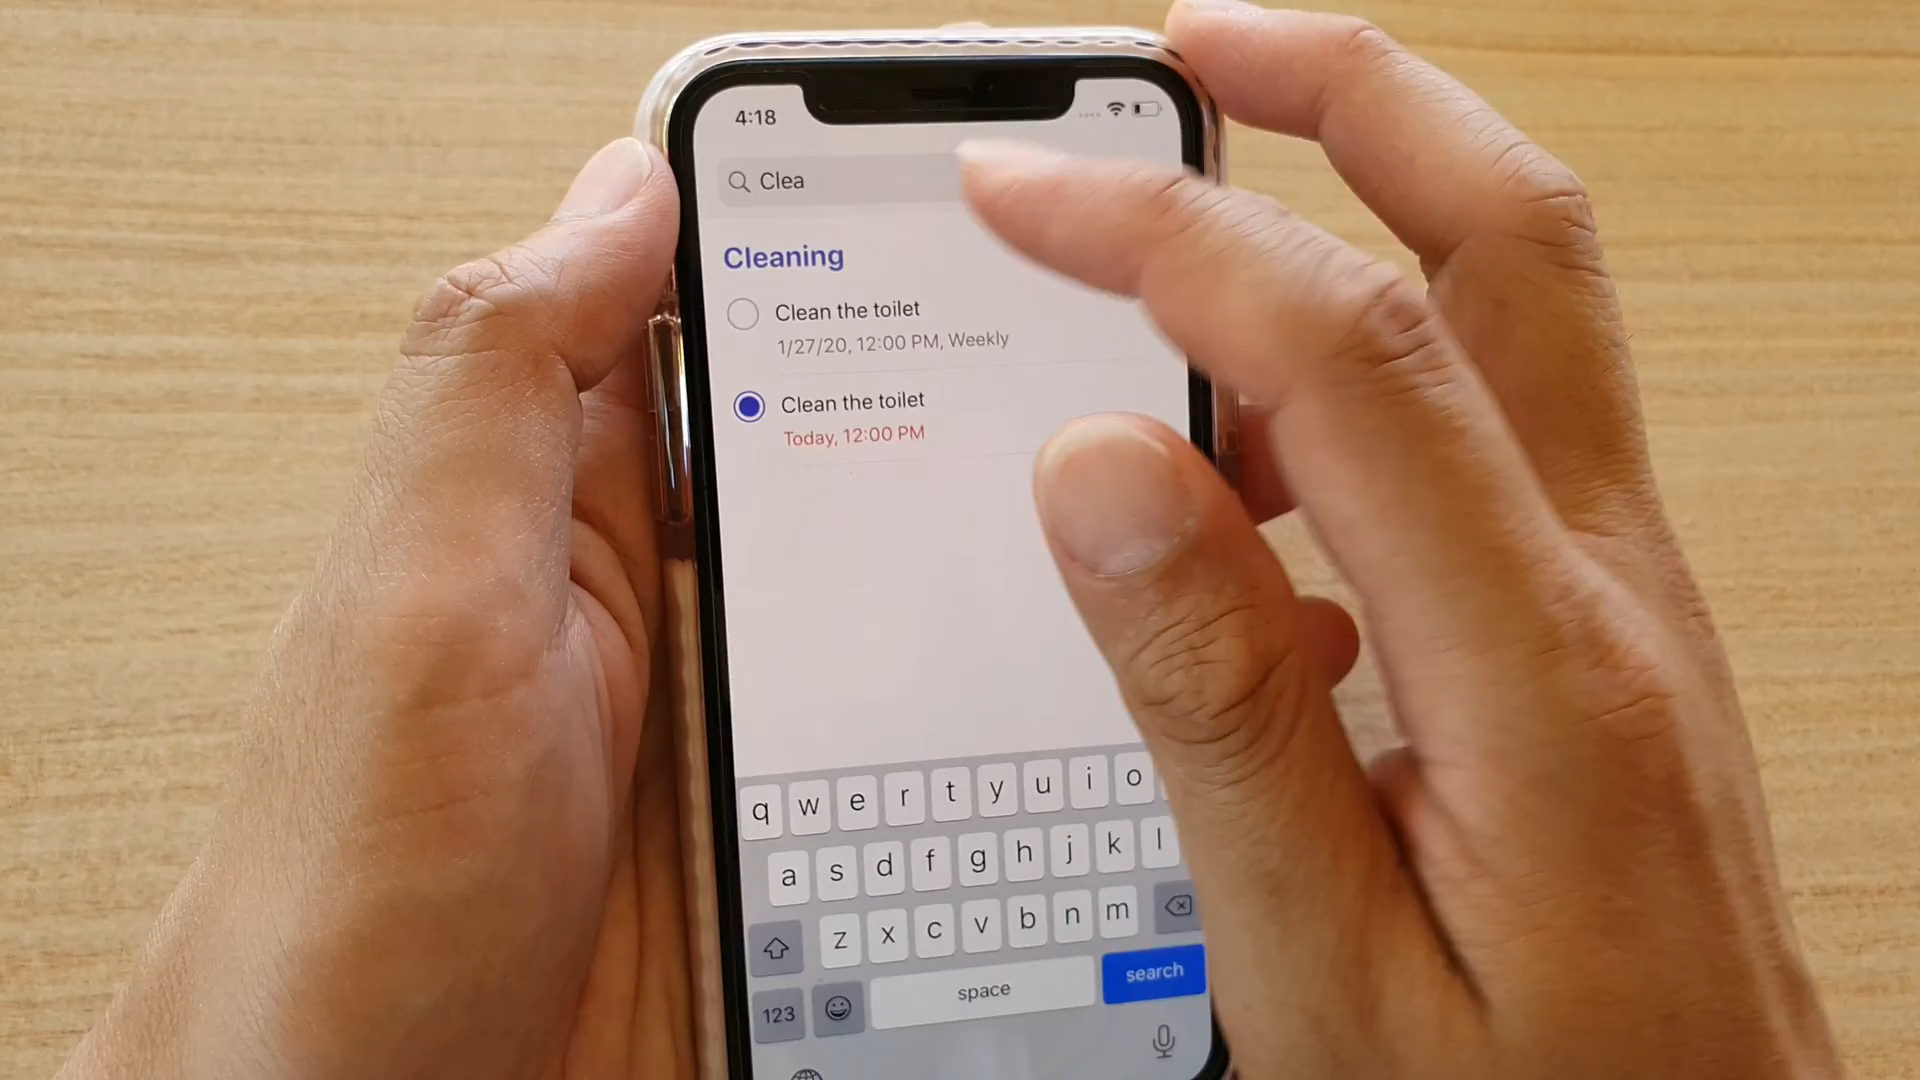 4:18
Clea
Cleaning
Clean the toilet
1/27/20, 12:00 PM, Weekly
Clean the toilet
Today, 12:00 PM
q w e r t y u i o
a s d f g h j k l
z x c v b n m
123 space search